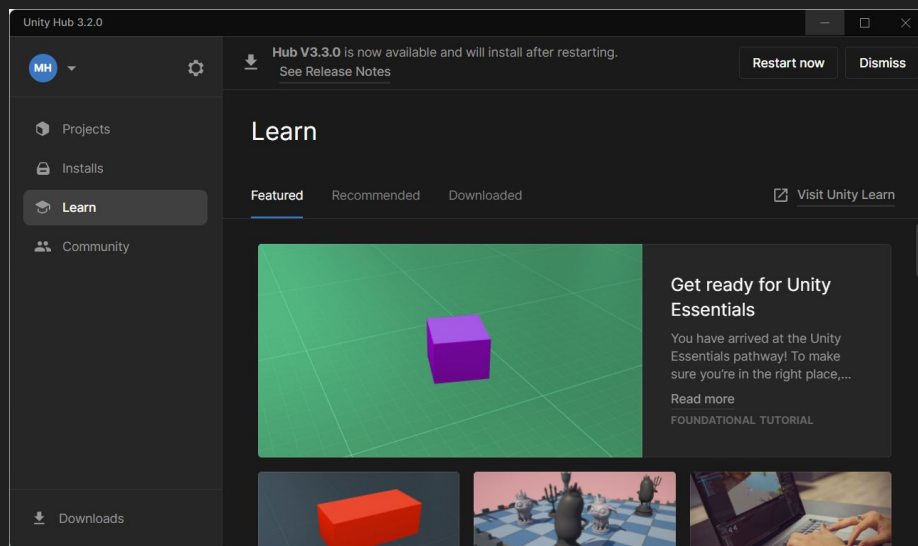 Unity Hub 3.2.0
MH
Hub V3.3.0 is now available and will install after restarting.
See Release Notes
Restart now
Dismiss
Projects
Installs
Learn
Community
Downloads
Learn
Featured
Recommended
Downloaded
Visit Unity Learn
Get ready for Unity
Essentials
You have arrived at the Unity
Essentials pathway! To make
sure you're in the right place,...
Read more
FOUNDATIONAL TUTORIAL